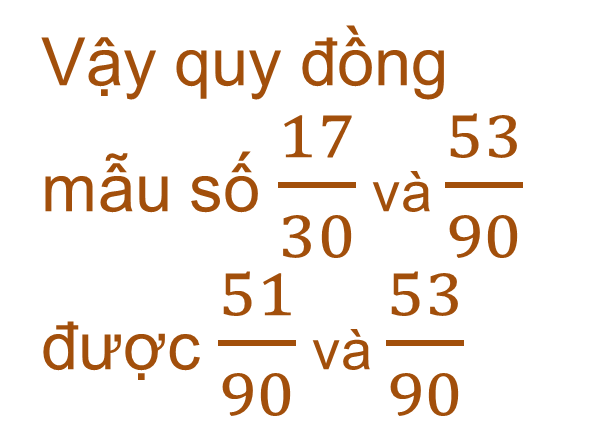 Vậy quy đồng
mẫu số 17/30 và 53/90
được 51/90 và 53/90